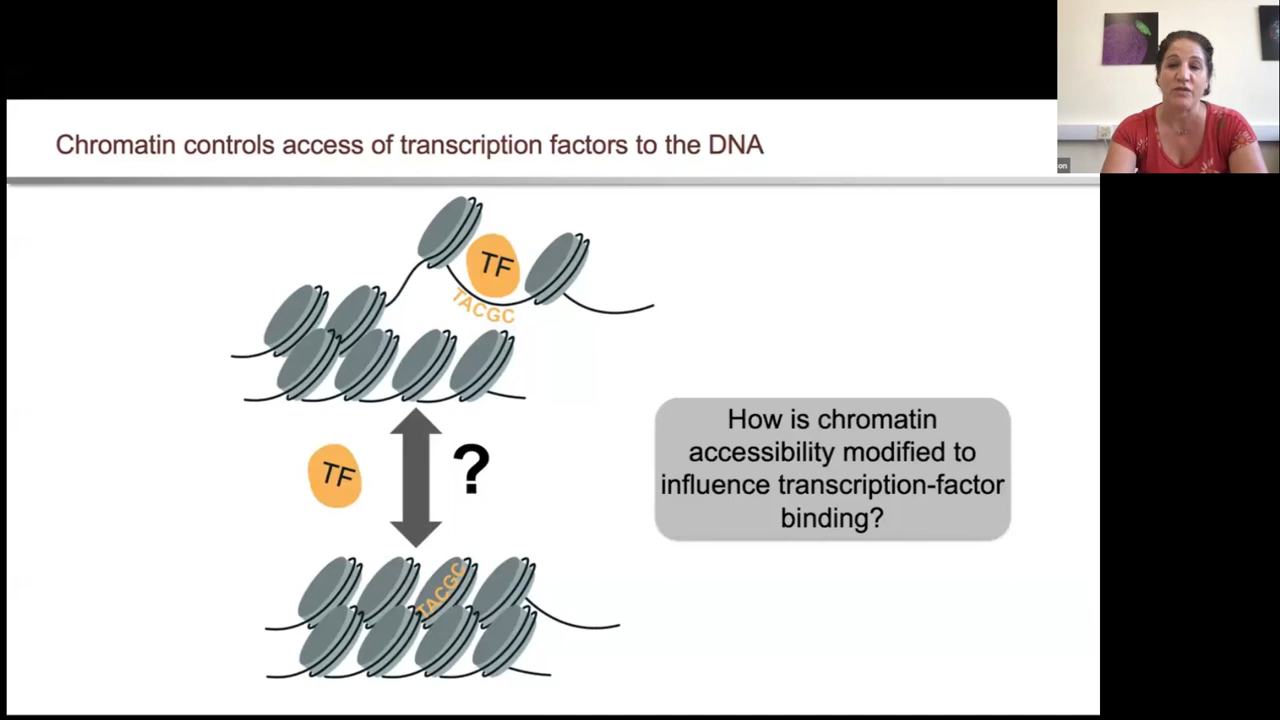 Chromatin controls access of transcription factors to the DNA
on
TF
TACGC
TF
?
How is chromatin
accessibility modified to
influence transcription-factor
binding?
TACGC